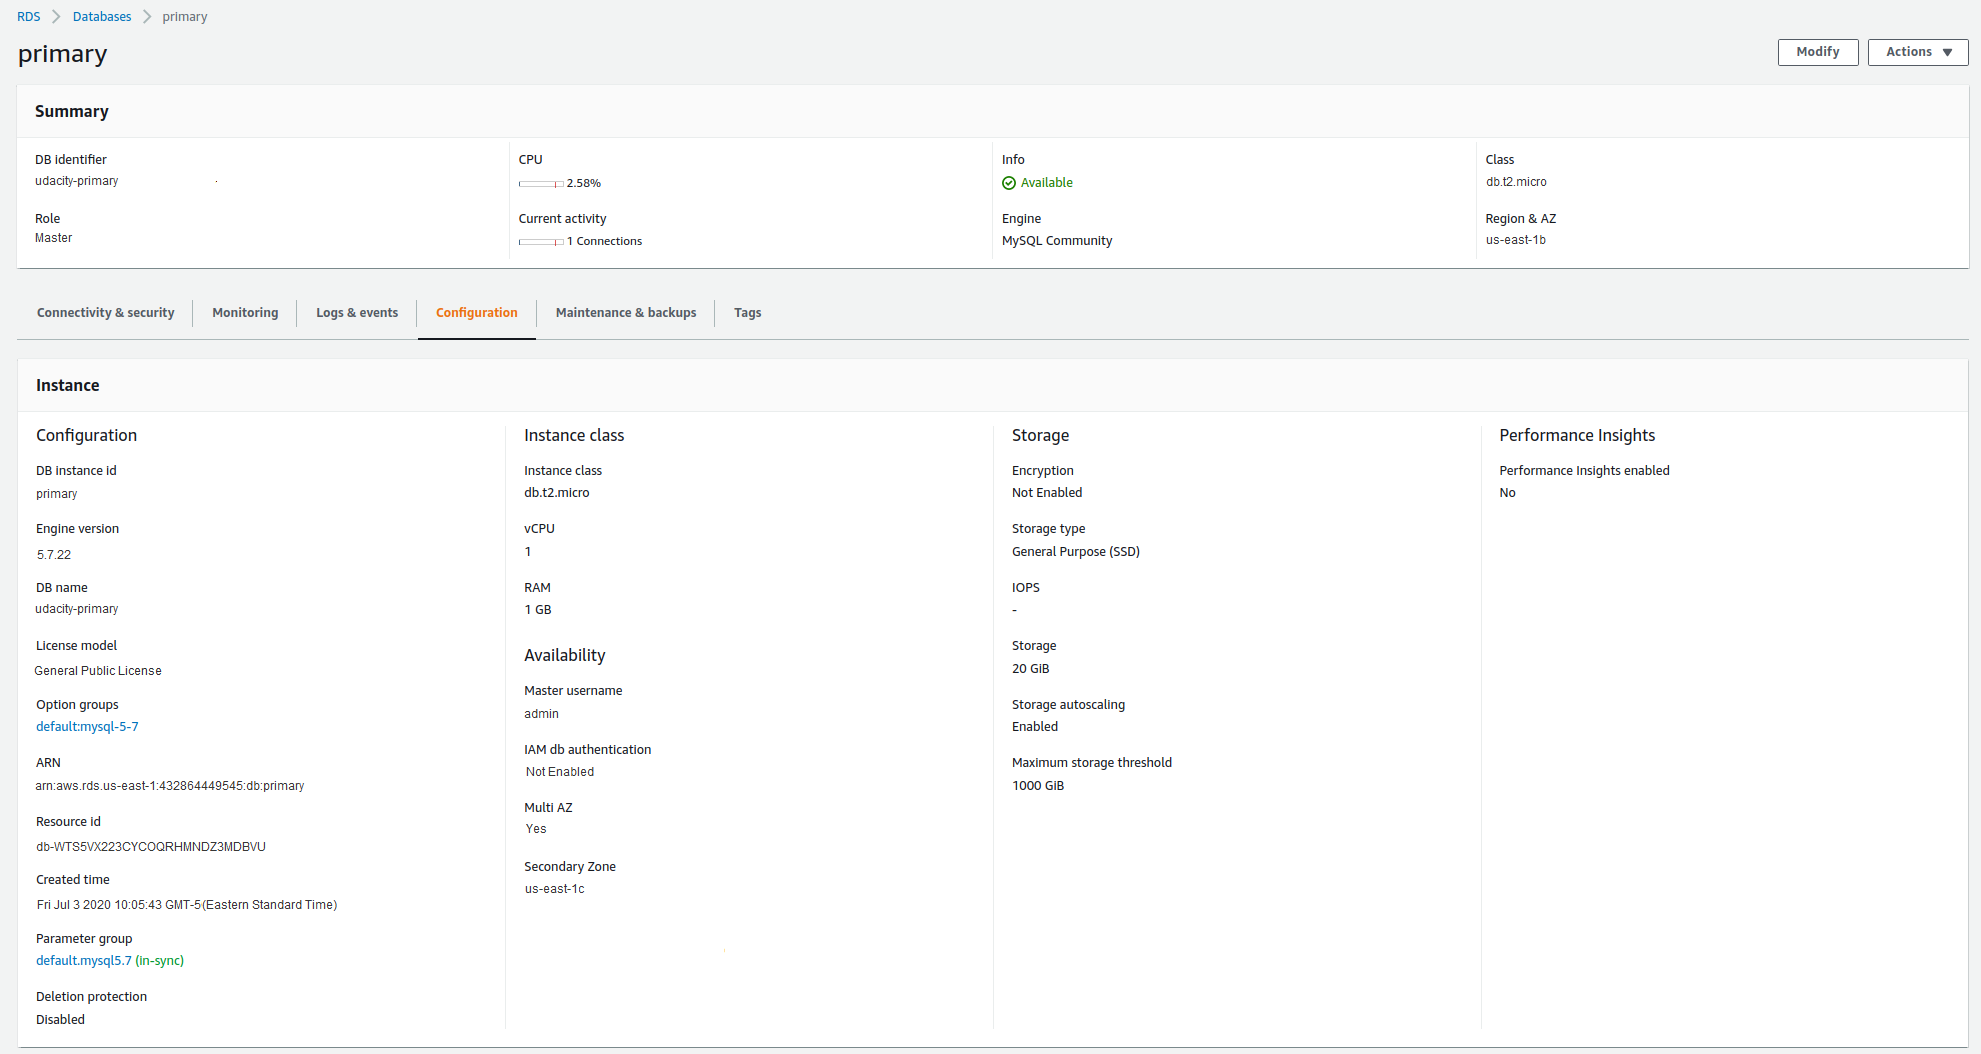 RDS > Databases > primary
primary
Modify
Actions
Summary
DB identifier
udacity-primary
Role
Master
CPU
2.58%
Current activity
1 Connections
Info
Available
Engine
MySQL Community
Class
db.t2.micro
Region & AZ
us-east-1b
Connectivity & security
Monitoring
Logs & events
Configuration
Maintenance & backups
Tags
Instance
Configuration
DB instance id
primary
Engine version
5.7.22
DB name
udacity-primary
License model
General Public License
Option groups
default:mysql-5-7
ARN
arn:aws.rds.us-east-1:432864449545:db:primary
Resource id
db-WTS5VX223CYCOQRHMNDZ3MDBVU
Created time
Fri Jul 3 2020 10:05:43 GMT-5(Eastern Standard Time)
Parameter group
default.mysql5.7 (in-sync)
Deletion protection
Disabled
Instance class
Instance class
db.t2.micro
vCPU
1
RAM
1 GB
Availability
Master username
admin
IAM db authentication
Not Enabled
Multi AZ
Yes
Secondary Zone
us-east-1c
Storage
Encryption
Not Enabled
Storage type
General Purpose (SSD)
IOPS
-
Storage
20 GiB
Storage autoscaling
Enabled
Maximum storage threshold
1000 GiB
Performance Insights
Performance Insights enabled
No